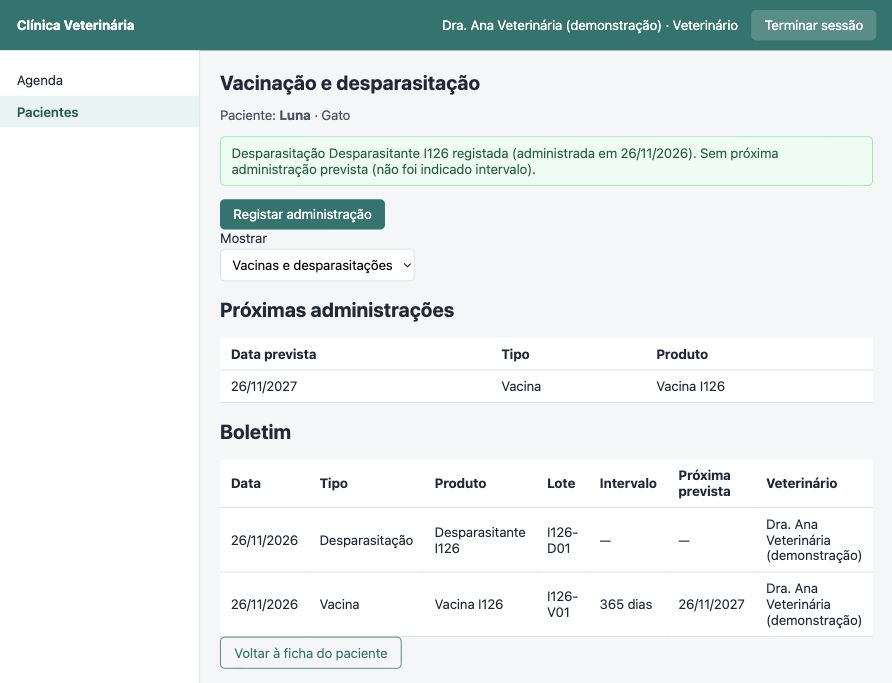 Clínica Veterinária
Dra. Ana Veterinária (demonstração) · Veterinário
Terminar sessão
Agenda
Pacientes
Vacinação e desparasitação
Paciente: Luna · Gato
Desparasitação Desparasitante I126 registada (administrada em 26/11/2026). Sem próxima
administração prevista (não foi indicado intervalo).
Registar administração
Mostrar
Vacinas e desparasitações
Próximas administrações
Data prevista Tipo Produto
26/11/2027 Vacina Vacina I126
Boletim
Data Tipo Produto Lote Intervalo Próxima prevista Veterinário
26/11/2026 Desparasitação Desparasitante I126 I126-D01 — — Dra. Ana Veterinária (demonstração)
26/11/2026 Vacina Vacina I126 I126-V01 365 dias 26/11/2027 Dra. Ana Veterinária (demonstração)
Voltar à ficha do paciente